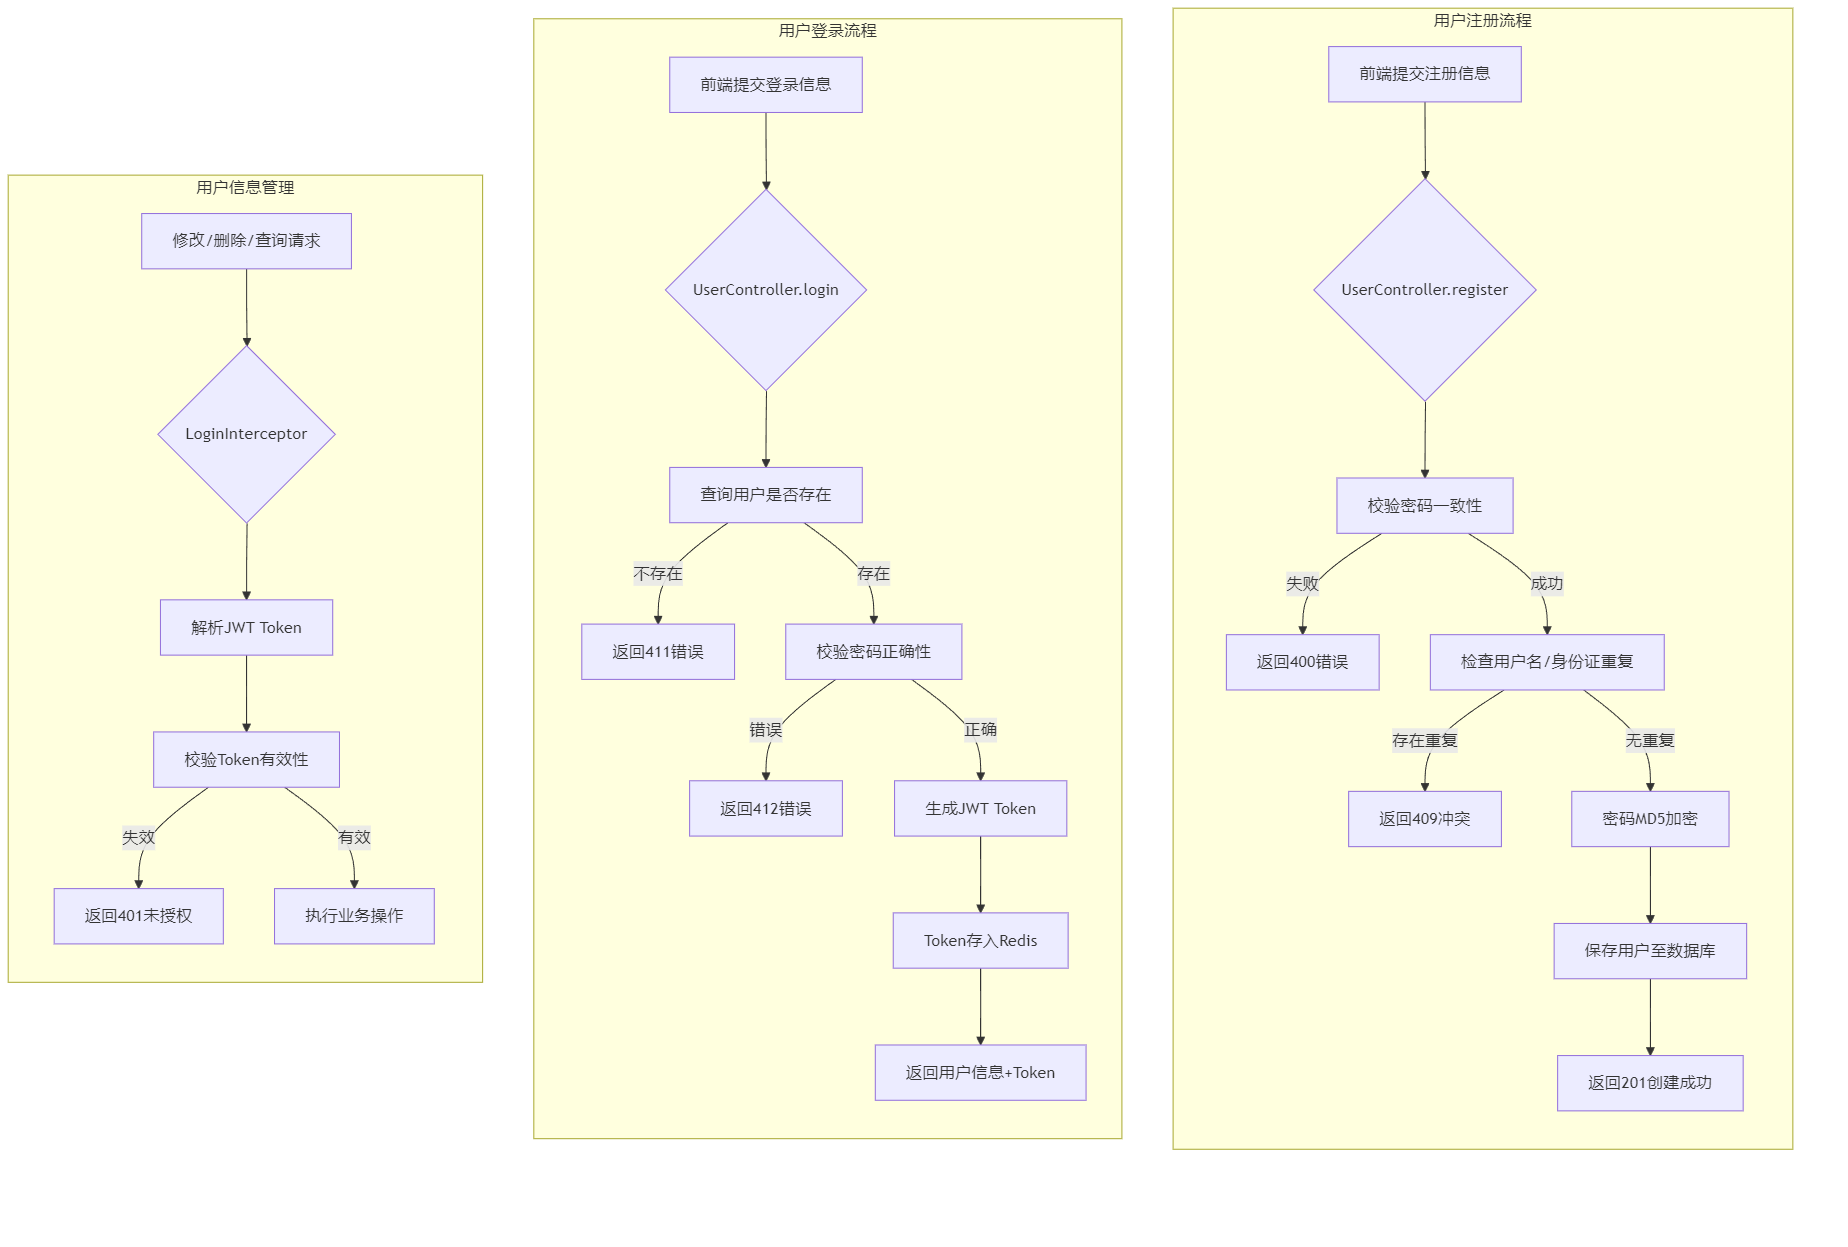 用户信息管理
修改/删除/查询请求
LoginInterceptor
解析JWT Token
校验Token有效性
失效
有效
返回401未授权
执行业务操作
用户登录流程
前端提交登录信息
UserController.login
查询用户是否存在
不存在
存在
返回411错误
校验密码正确性
错误
正确
返回412错误
生成JWT Token
Token存入Redis
返回用户信息+Token
用户注册流程
前端提交注册信息
UserController.register
校验密码一致性
失败
成功
返回400错误
检查用户名/身份证重复
存在重复
无重复
返回409冲突
密码MD5加密
保存用户至数据库
返回201创建成功